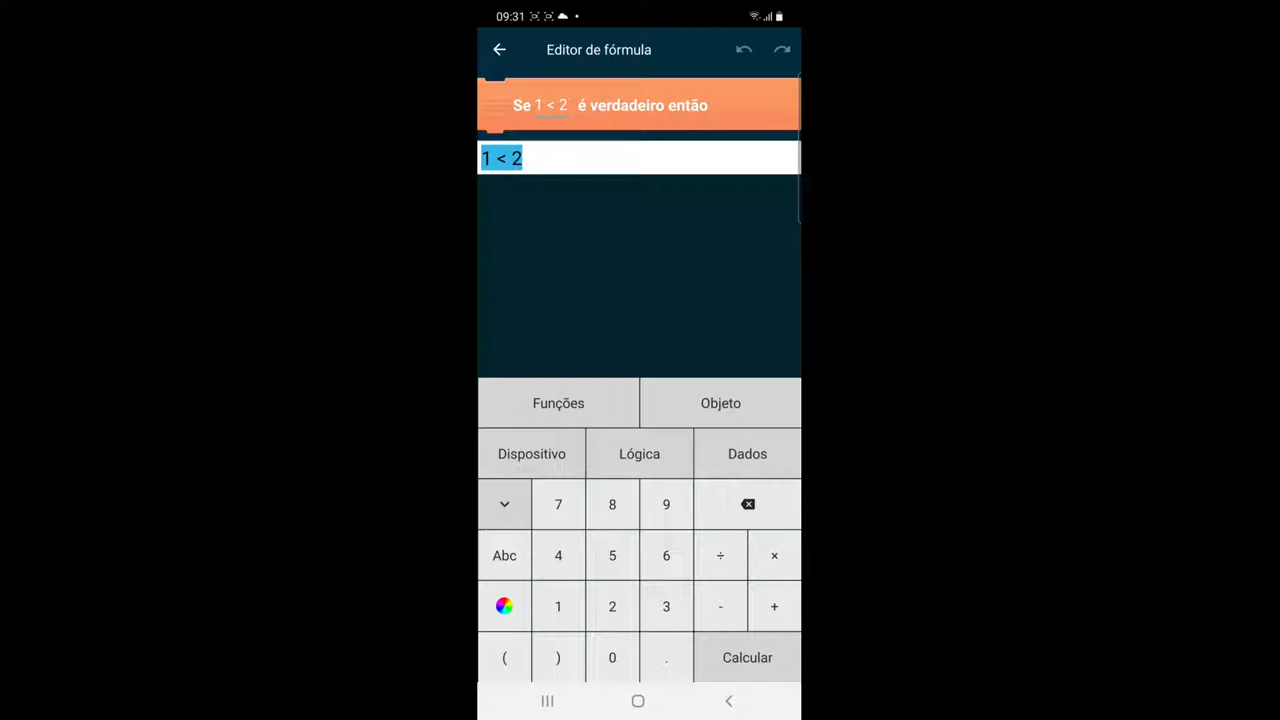 09:31
Editor de fórmula
Se 1 < 2 é verdadeiro então
1 < 2
Funções Objeto
Dispositivo Lógica Dados
7 8 9
Abc 4 5 6 ÷ ×
1 2 3 - +
( ) 0 . Calcular